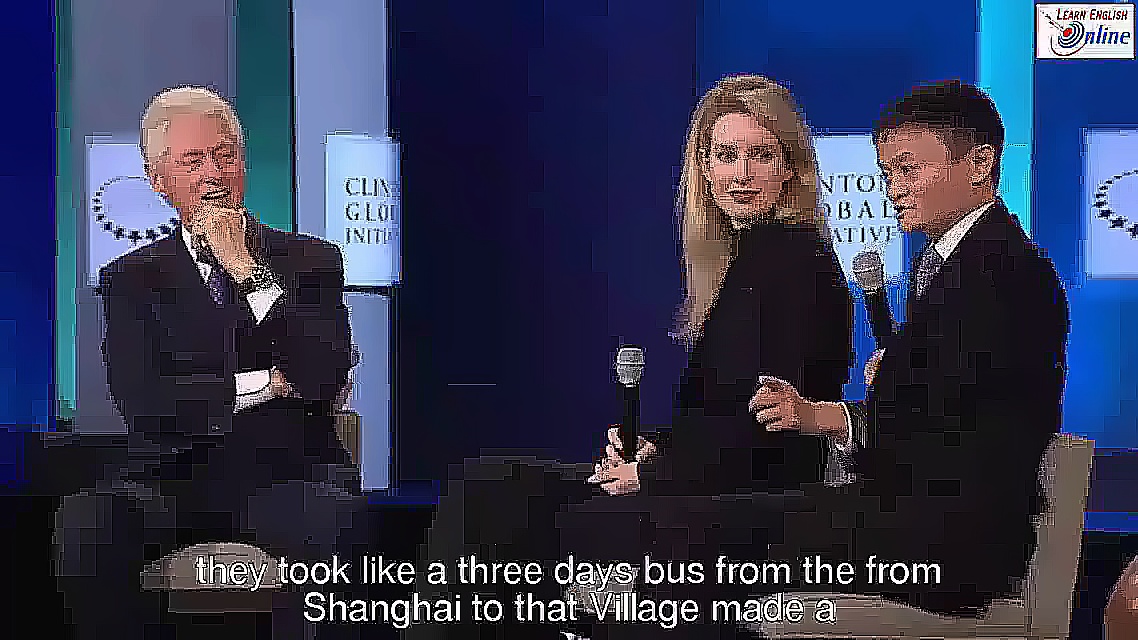 LEARN ENGLISH
Online
CLIN
GLO
INITI
NTO
OBAL
ATIVE
they took like a three days bus from the from
Shanghai to that Village made a